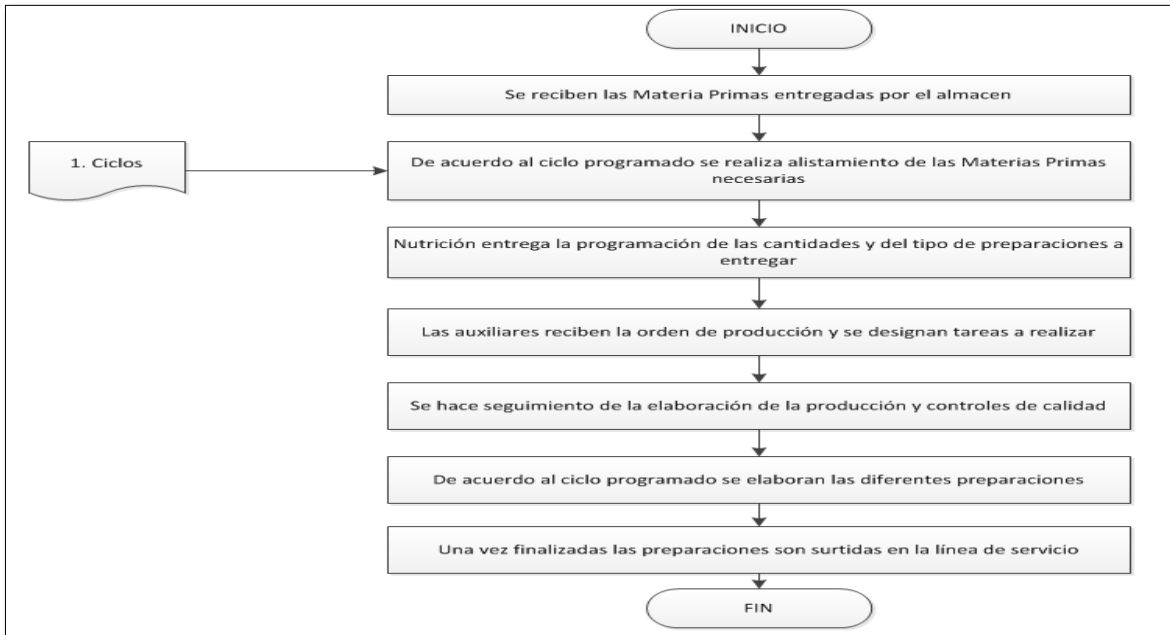 INICIO
Se reciben las Materia Primas entregadas por el almacen
1. Ciclos
De acuerdo al ciclo programado se realiza alistamiento de las Materias Primas
necesarias
Nutrición entrega la programación de las cantidades y del tipo de preparaciones a
entregar
Las auxiliares reciben la orden de producción y se designan tareas a realizar
Se hace seguimiento de la elaboración de la producción y controles de calidad
De acuerdo al ciclo programado se elaboran las diferentes preparaciones
Una vez finalizadas las preparaciones son surtidas en la línea de servicio
FIN